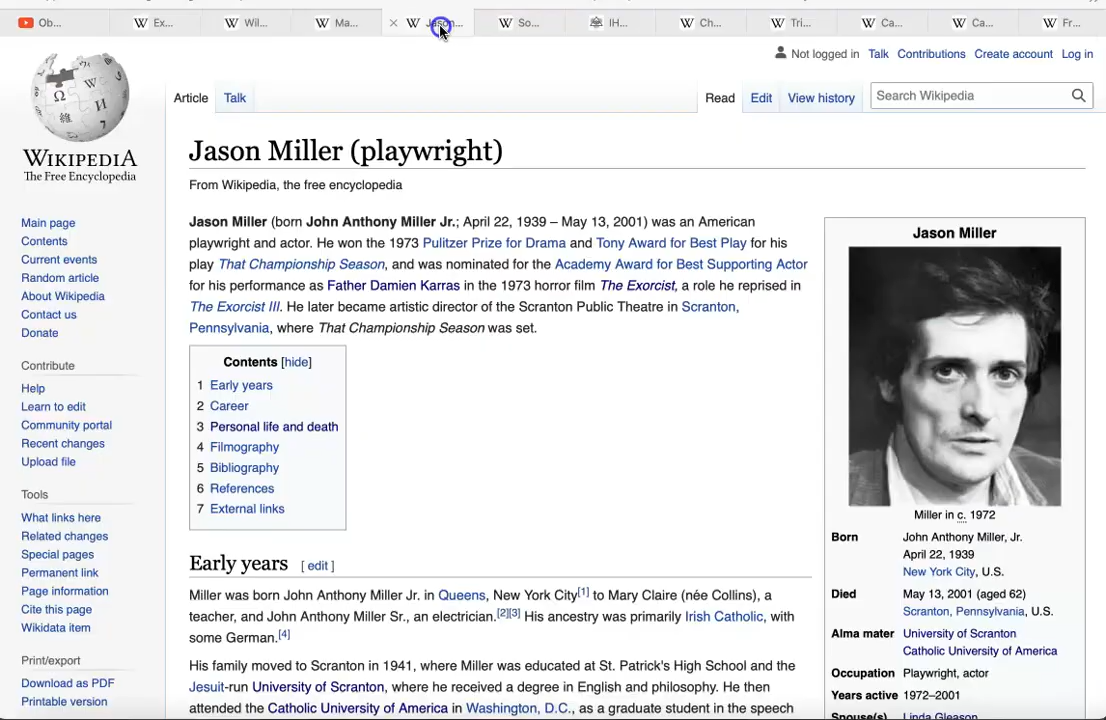 Ob...
Ex...
Wil...
Ma...
So...
IH...
Ch...
Tri...
Ca...
Ca...
Fr...
Not logged in Talk Contributions Create account Log in
Article Talk Read Edit View history Search Wikipedia
WIKIPEDIA
The Free Encyclopedia
Main page
Contents
Current events
Random article
About Wikipedia
Contact us
Donate
Contribute
Help
Learn to edit
Community portal
Recent changes
Upload file
Tools
What links here
Related changes
Special pages
Permanent link
Page information
Cite this page
Wikidata item
Print/export
Download as PDF
Printable version
Jason Miller (playwright)
From Wikipedia, the free encyclopedia
Jason Miller (born John Anthony Miller Jr.; April 22, 1939 – May 13, 2001) was an American
playwright and actor. He won the 1973 Pulitzer Prize for Drama and Tony Award for Best Play for his
play That Championship Season, and was nominated for the Academy Award for Best Supporting Actor
for his performance as Father Damien Karras in the 1973 horror film The Exorcist, a role he reprised in
The Exorcist III. He later became artistic director of the Scranton Public Theatre in Scranton,
Pennsylvania, where That Championship Season was set.
Contents [hide]
1 Early years
2 Career
3 Personal life and death
4 Filmography
5 Bibliography
6 References
7 External links
Early years [ edit ]
Miller was born John Anthony Miller Jr. in Queens, New York City[1] to Mary Claire (née Collins), a
teacher, and John Anthony Miller Sr., an electrician.[2][3] His ancestry was primarily Irish Catholic, with
some German.[4]
His family moved to Scranton in 1941, where Miller was educated at St. Patrick's High School and the
Jesuit-run University of Scranton, where he received a degree in English and philosophy. He then
attended the Catholic University of America in Washington, D.C., as a graduate student in the speech
Jason Miller
Miller in c. 1972
Born John Anthony Miller, Jr.
April 22, 1939
New York City, U.S.
Died May 13, 2001 (aged 62)
Scranton, Pennsylvania, U.S.
Alma mater University of Scranton
Catholic University of America
Occupation Playwright, actor
Years active 1972–2001
Spouse(s) Linda Gleason